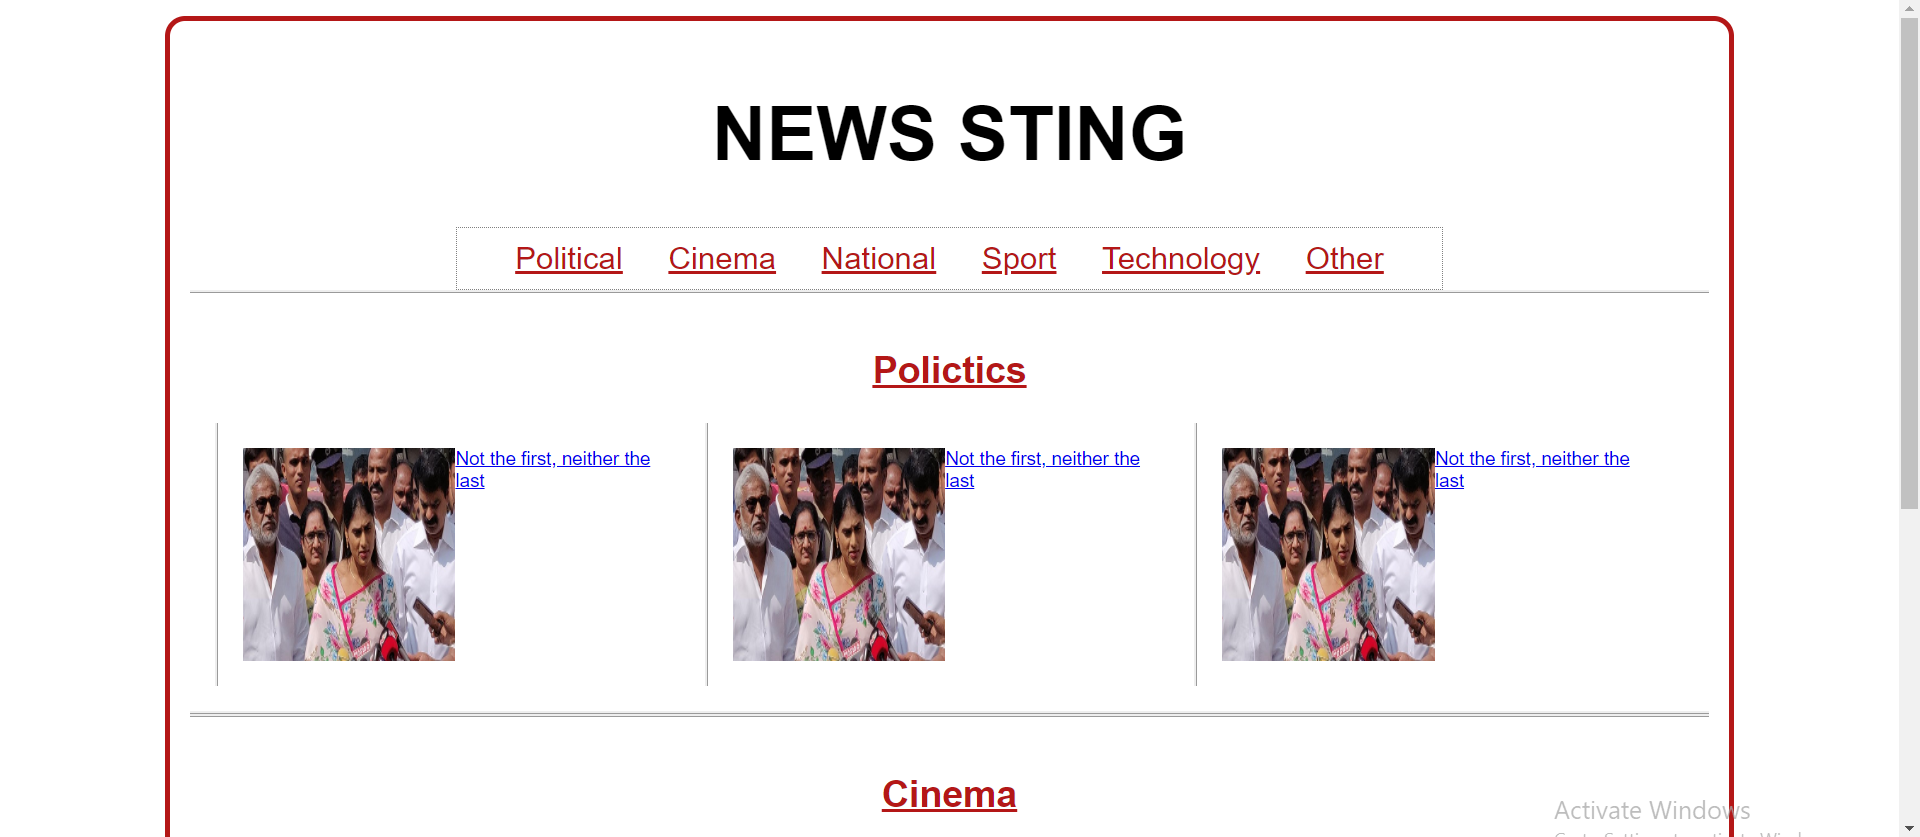 NEWS STING
Political Cinema National Sport Technology Other
Polictics
Not the first, neither the
last
Not the first, neither the
last
Not the first, neither the
last
Cinema
Activate Windows